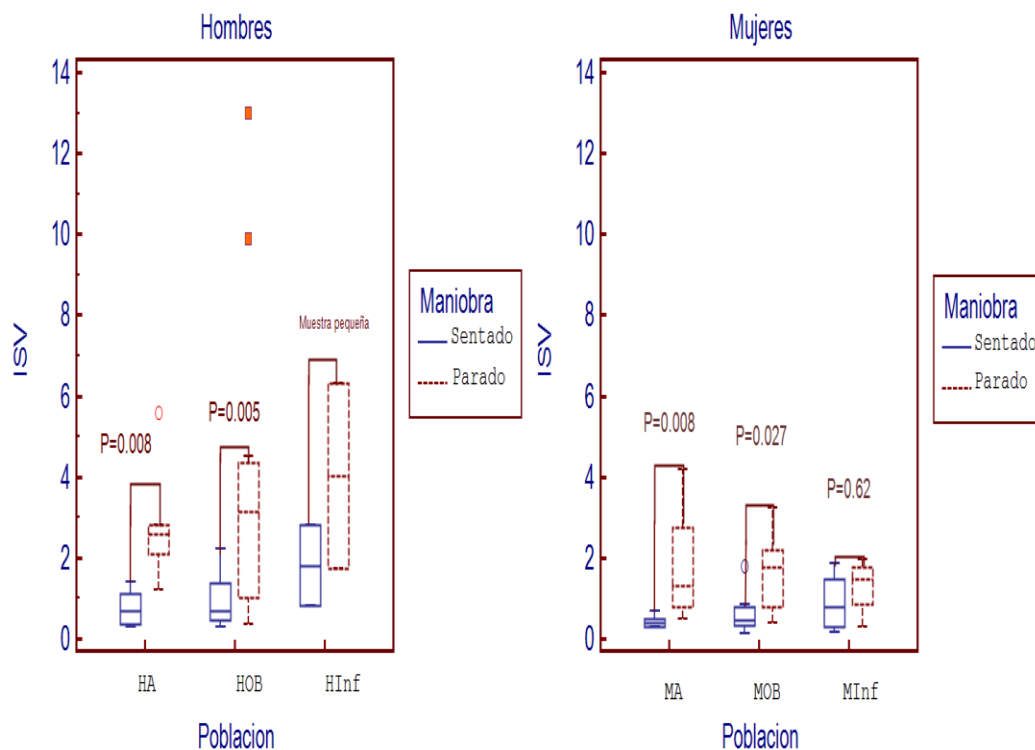 Hombres
14
12
10
8
6
4
2
0
ISV
P=0.008
P=0.005
Muestra pequeña
HA
HOB
HInf
Poblacion
Maniobra
Sentado
Parado
Mujeres
14
12
10
8
6
4
2
0
ISV
P=0.008
P=0.027
P=0.62
MA
MOB
MInf
Poblacion
Maniobra
Sentado
Parado